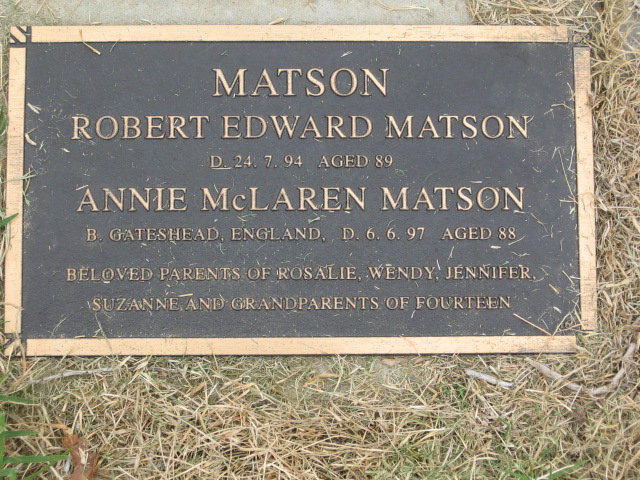 MATSON
ROBERT EDWARD MATSON
D. 24. 7. 94 AGED 89
ANNIE McLAREN MATSON
B. GATESHEAD, ENGLAND, D. 6. 6. 97 AGED 88
BELOVED PARENTS OF ROSALIE, WENDY, JENNIFER,
SUZANNE, AND GRANDPARENTS OF FOURTEEN